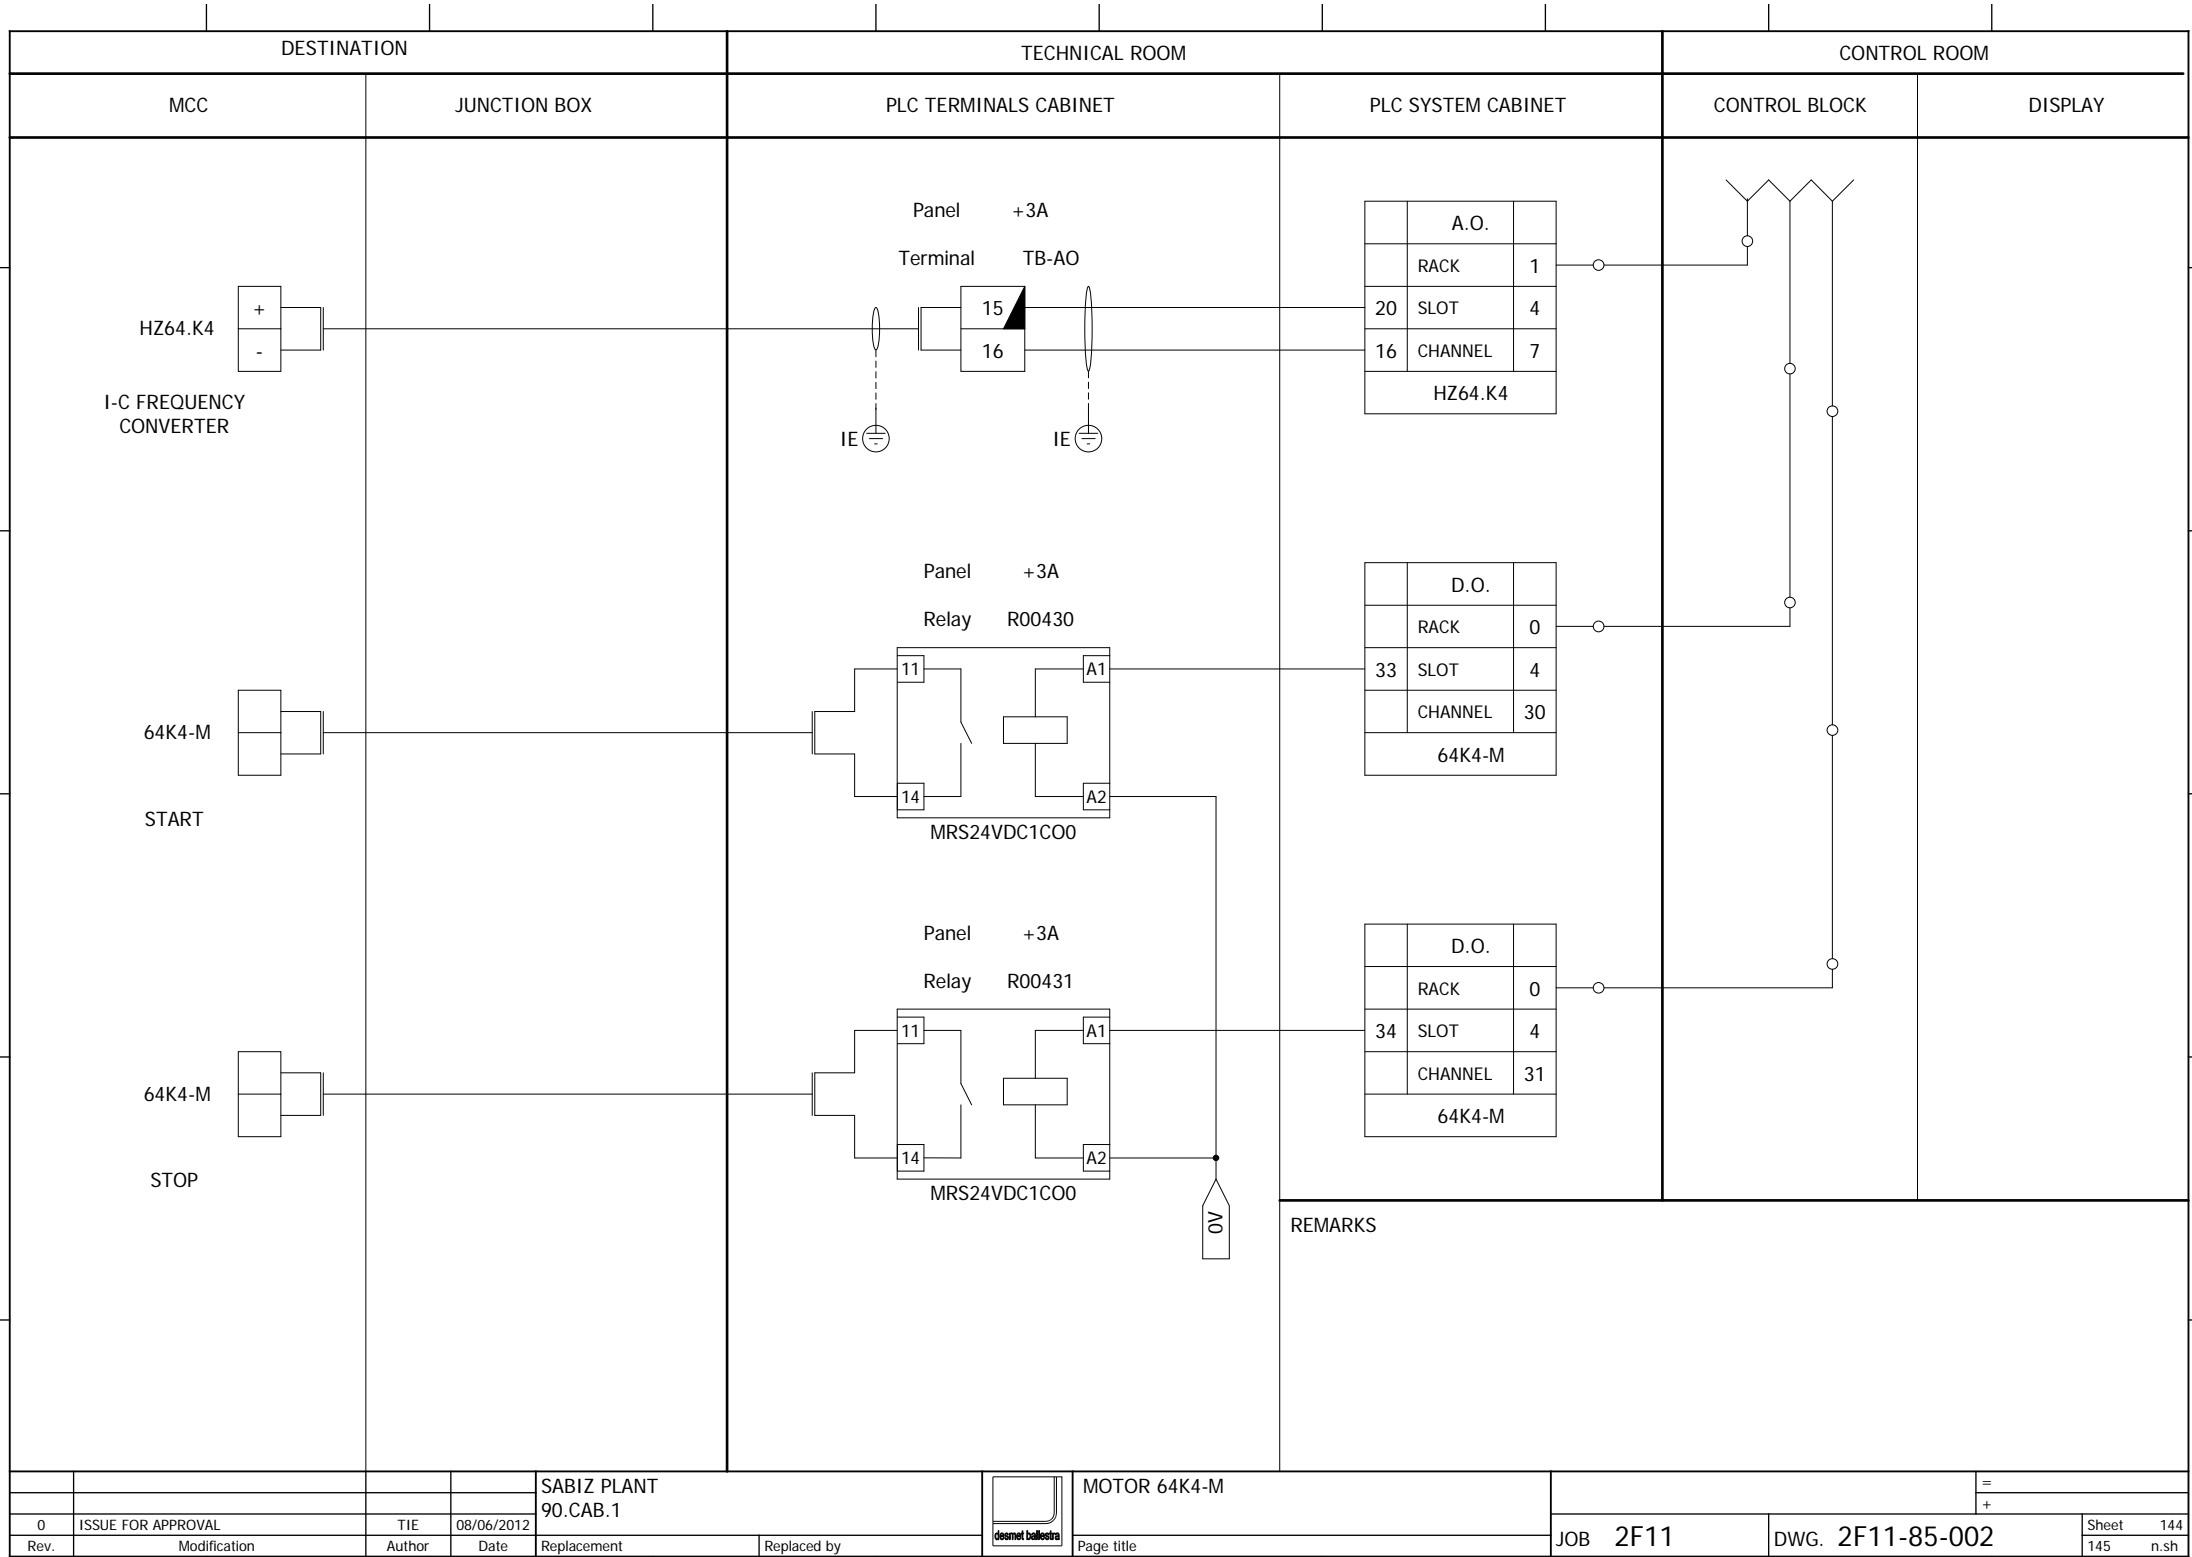 DESTINATION
TECHNICAL ROOM
CONTROL ROOM
MCC
JUNCTION BOX
PLC TERMINALS CABINET
PLC SYSTEM CABINET
CONTROL BLOCK
DISPLAY
Panel +3A
Terminal TB-AO
HZ64.K4
+
-
I-C FREQUENCY
CONVERTER
15
16
IE
IE
A.O.
RACK 1
20 SLOT 4
16 CHANNEL 7
HZ64.K4
Panel +3A
Relay R00430
64K4-M
START
11
14
A1
A2
MRS24VDC1CO0
D.O.
RACK 0
33 SLOT 4
CHANNEL 30
64K4-M
Panel +3A
Relay R00431
64K4-M
STOP
11
14
A1
A2
MRS24VDC1CO0
0V
D.O.
RACK 0
34 SLOT 4
CHANNEL 31
64K4-M
REMARKS
0 ISSUE FOR APPROVAL TIE 08/06/2012
Rev. Modification Author Date
SABIZ PLANT
90.CAB.1
Replacement
Replaced by
desmet ballestra
MOTOR 64K4-M
Page title
JOB 2F11
DWG. 2F11-85-002
=
+
Sheet 144
145 n.sh